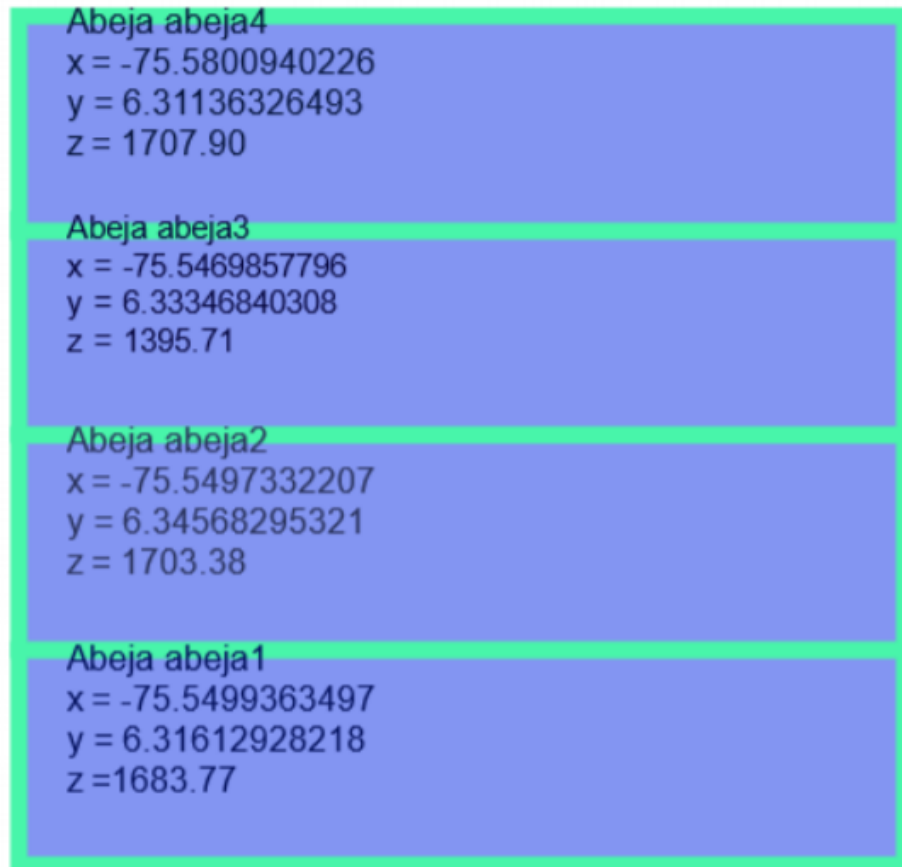 Abeja abeja4
x = -75.5800940226
y = 6.31136326493
z = 1707.90
Abeja abeja3
x = -75.5469857796
y = 6.33346840308
z = 1395.71
Abeja abeja2
x = -75.5497332207
y = 6.34568295321
z = 1703.38
Abeja abeja1
x = -75.5499363497
y = 6.31612928218
z =1683.77